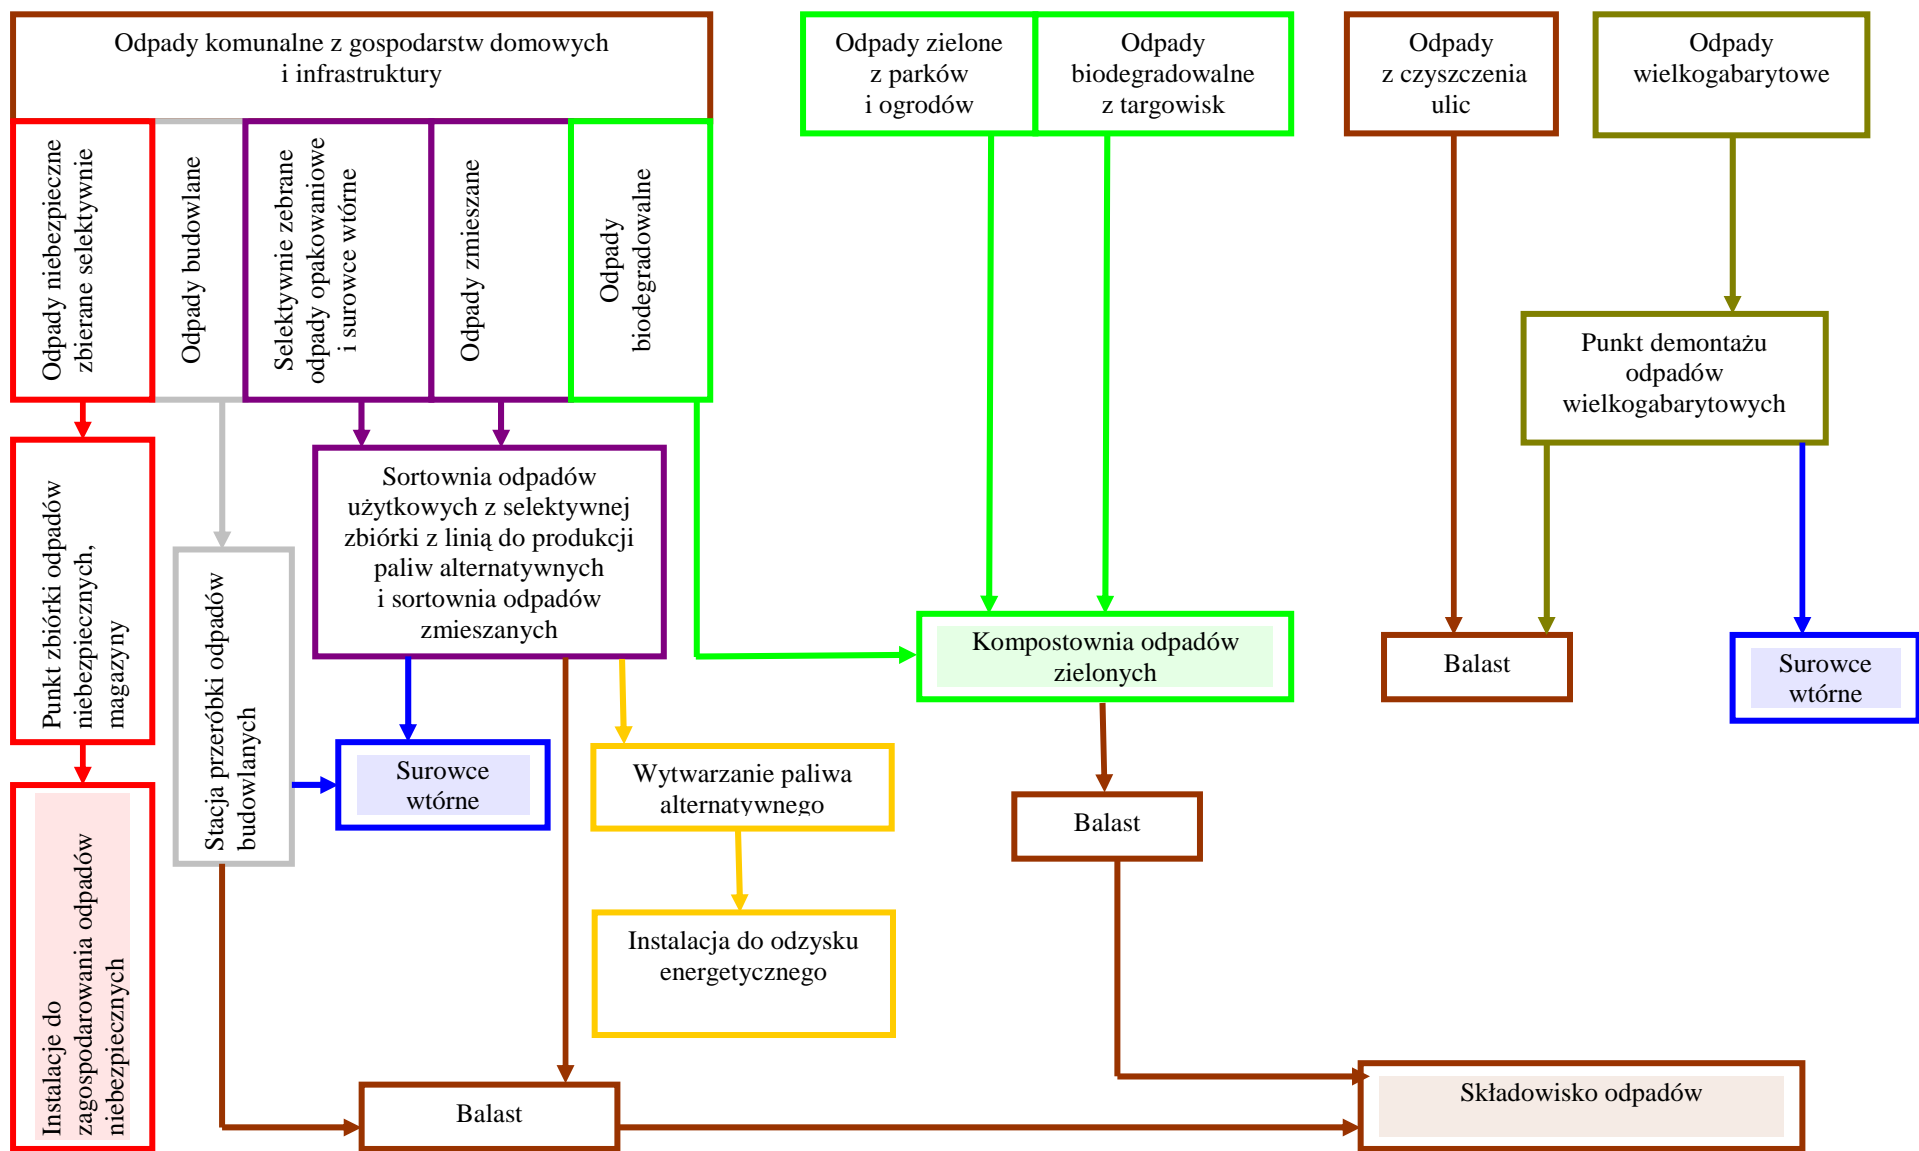 Odpady komunalne z gospodarstw domowych
i infrastruktury
Odpady zielone
z parków
i ogrodów
Odpady
biodegradowalne
z targowisk
Odpady
z czyszczenia
ulic
Odpady
wielkogabarytowe
Odpady niebezpieczne
zbierane selektywnie
Odpady budowlane
Selektywnie zebrane
odpady opakowaniowe
i surowce wtórne
Odpady zmieszane
Odpady
biodegradowalne
Punkt demontażu
odpadów
wielkogabarytowych
Punkt zbiórki odpadów
niebezpiecznych,
magazyny
Stacja przeróbki odpadów
budowlanych
Sortownia odpadów
użytkowych z selektywnej
zbiórki z linią do produkcji
paliw alternatywnych
i sortownia odpadów
zmieszanych
Kompostownia odpadów
zielonych
Balast
Surowce
wtórne
Surowce
wtórne
Wytwarzanie paliwa
alternatywnego
Balast
Instalacje do
zagospodarowania odpadów
niebezpiecznych
Instalacja do odzysku
energetycznego
Balast
Składowisko odpadów